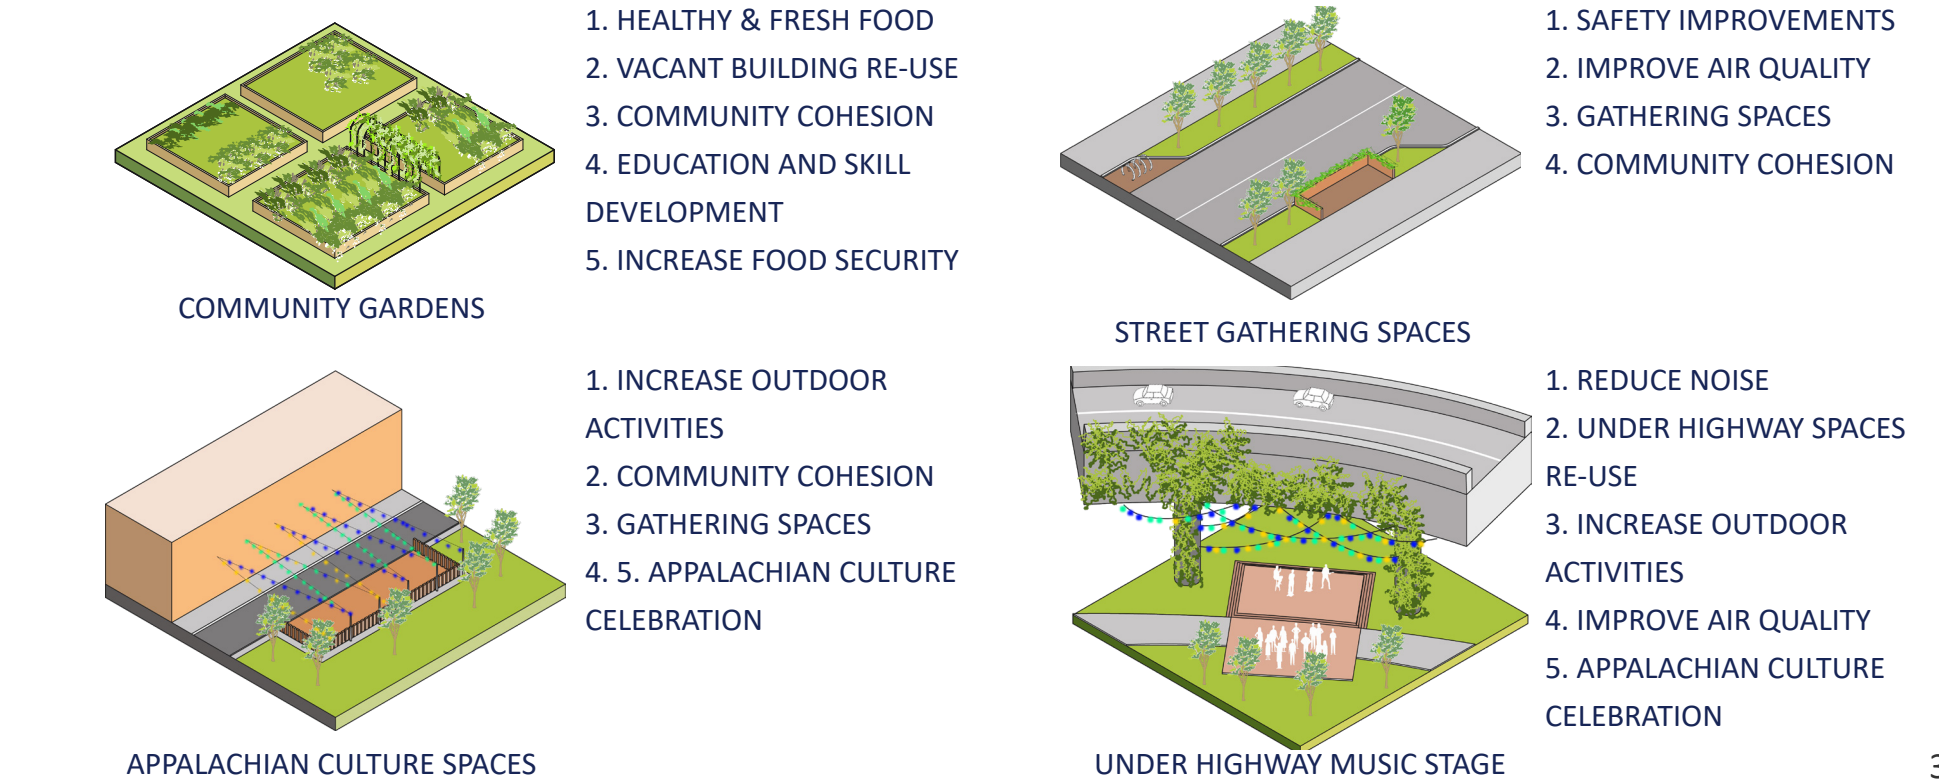 1. HEALTHY & FRESH FOOD
2. VACANT BUILDING RE-USE
3. COMMUNITY COHESION
4. EDUCATION AND SKILL
DEVELOPMENT
5. INCREASE FOOD SECURITY
COMMUNITY GARDENS
1. SAFETY IMPROVEMENTS
2. IMPROVE AIR QUALITY
3. GATHERING SPACES
4. COMMUNITY COHESION
STREET GATHERING SPACES
1. INCREASE OUTDOOR
ACTIVITIES
2. COMMUNITY COHESION
3. GATHERING SPACES
4. 5. APPALACHIAN CULTURE
CELEBRATION
APPALACHIAN CULTURE SPACES
1. REDUCE NOISE
2. UNDER HIGHWAY SPACES
RE-USE
3. INCREASE OUTDOOR
ACTIVITIES
4. IMPROVE AIR QUALITY
5. APPALACHIAN CULTURE
CELEBRATION
UNDER HIGHWAY MUSIC STAGE